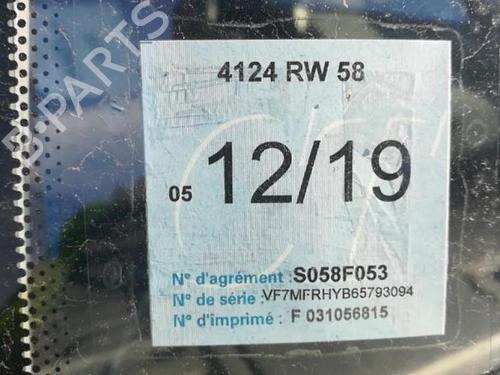 4124 RW 58
05 12/19
N° d'agrément : S058F053
N° de série : VF7MFRHYB65793094
N° d'imprimé : F 031056815
B-PARTS